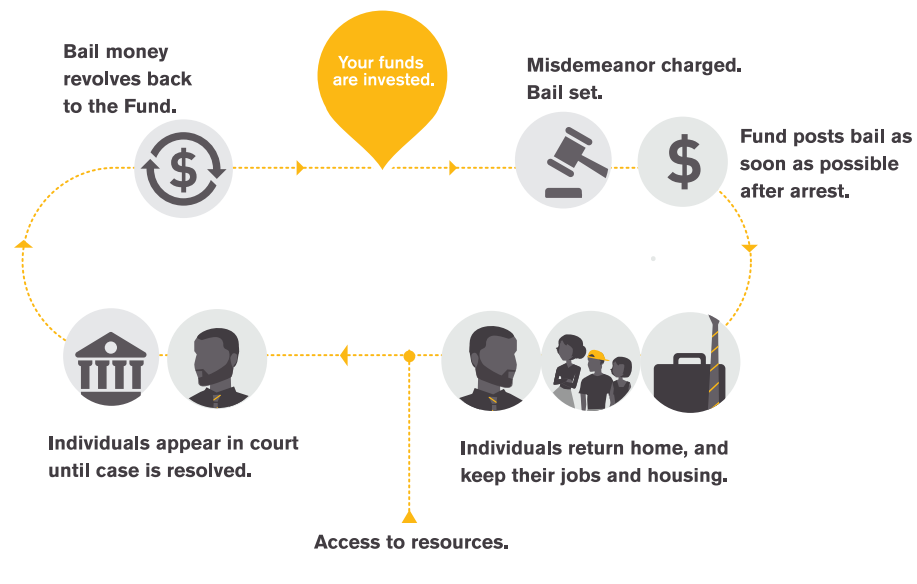 Bail money
revolves back
to the Fund.
Your funds
are invested.
Misdemeanor charged.
Bail set.
$
$
Fund posts bail as
soon as possible
after arrest.
Individuals appear in court
until case is resolved.
Individuals return home, and
keep their jobs and housing.
Access to resources.